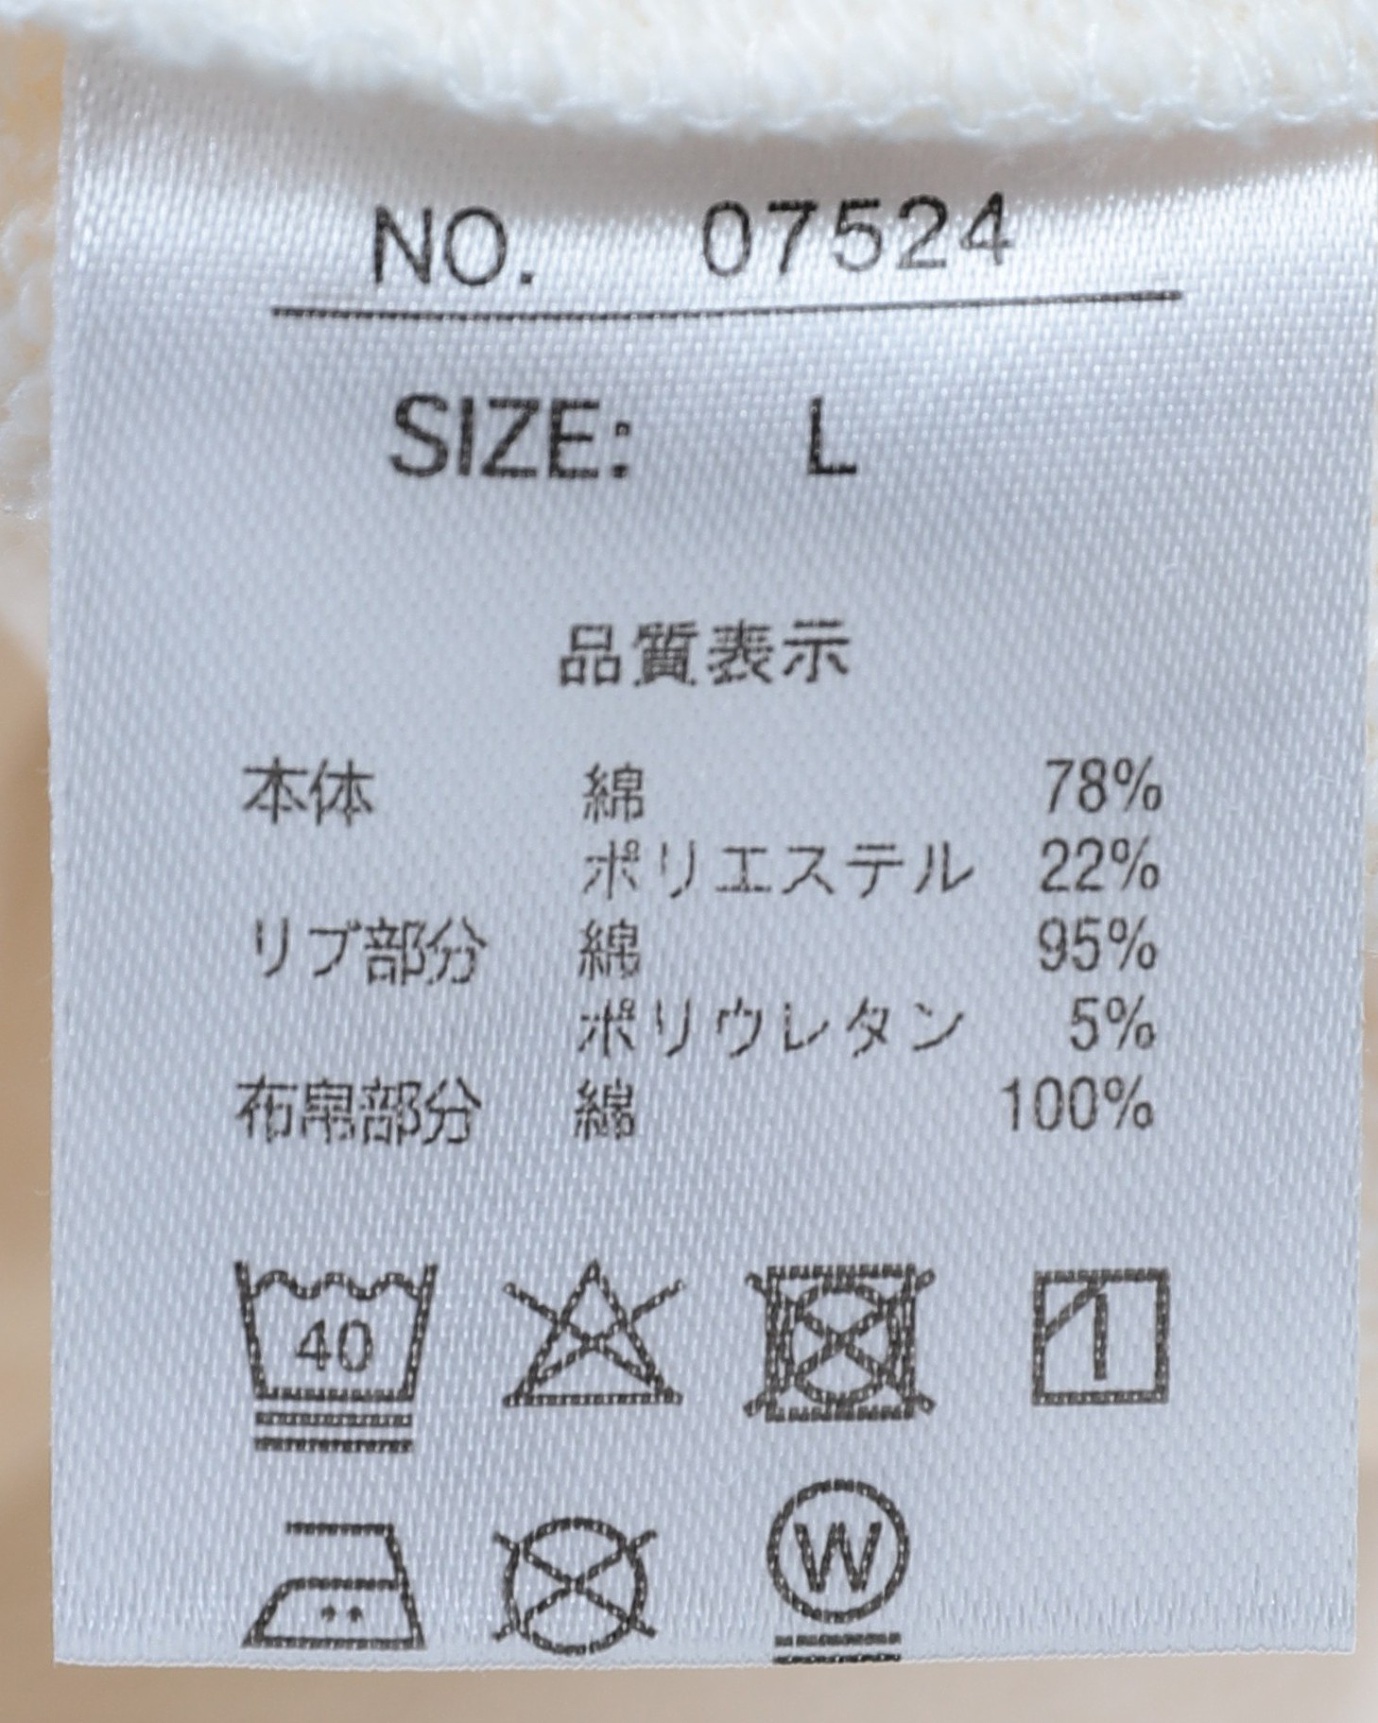 NO. 07524
SIZE: L
品質表示
本体 綿 78%
ポリエステル 22%
リブ部分 綿 95%
ポリウレタン 5%
布帛部分 綿 100%
40
W